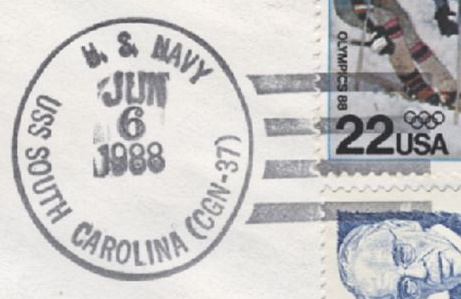 U. S. NAVY
JUN
6
1988
USS SOUTH CAROLINA (CGN-37)
OLYMPICS 88
22USA